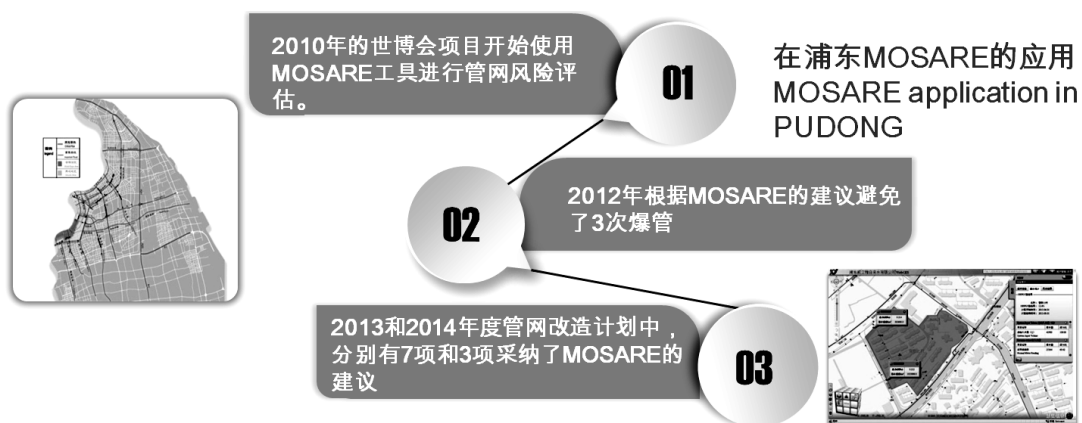 2010年的世博会项目开始使用
MOSARE工具进行管网风险评
估。
01
在浦东MOSARE的应用
MOSARE application in
PUDONG
02
2012年根据MOSARE的建议避免
了3次爆管
2013和2014年度管网改造计划中，
分别有7项和3项采纳了MOSARE的
建议
03